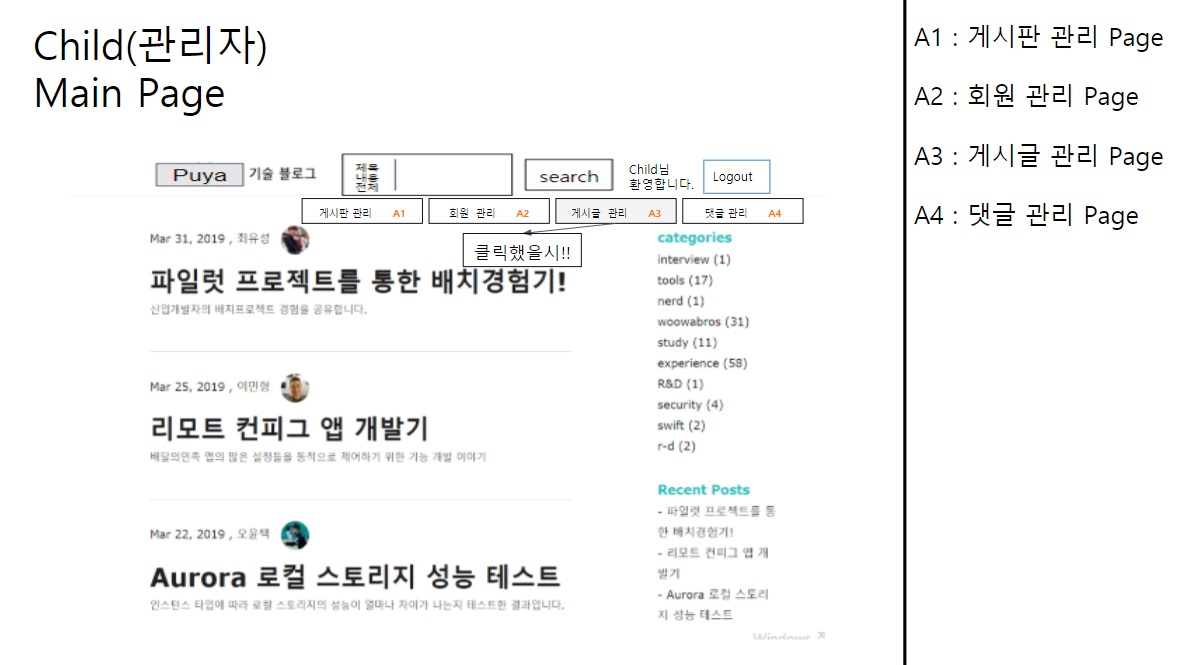 Child(관리자)
Main Page
Puya 기술 블로그
제목
내용
전체
search
Child님
환영합니다.
Logout
게시판 관리 A1
회원 관리 A2
게시글 관리 A3
댓글 관리 A4
클릭했을시!!
Mar 31, 2019 , 최유성
파일럿 프로젝트를 통한 배치경험기!
신입개발자의 배치프로젝트 경험을 공유합니다.
Mar 25, 2019 , 이민형
리모트 컨피그 앱 개발기
배달의민족 앱의 많은 설정들을 동적으로 제어하기 위한 기능 개발 이야기
Mar 22, 2019 , 오윤택
Aurora 로컬 스토리지 성능 테스트
인스턴스 타입에 따라 로컬 스토리지의 성능이 얼마나 차이가 나는지 테스트한 결과입니다.
categories
interview (1)
tools (17)
nerd (1)
woowabros (31)
study (11)
experience (58)
R&D (1)
security (4)
swift (2)
r-d (2)
Recent Posts
- 파일럿 프로젝트를 통
한 배치경험기!
- 리모트 컨피그 앱 개
발기
- Aurora 로컬 스토리
지 성능 테스트
Windows
A1 : 게시판 관리 Page
A2 : 회원 관리 Page
A3 : 게시글 관리 Page
A4 : 댓글 관리 Page